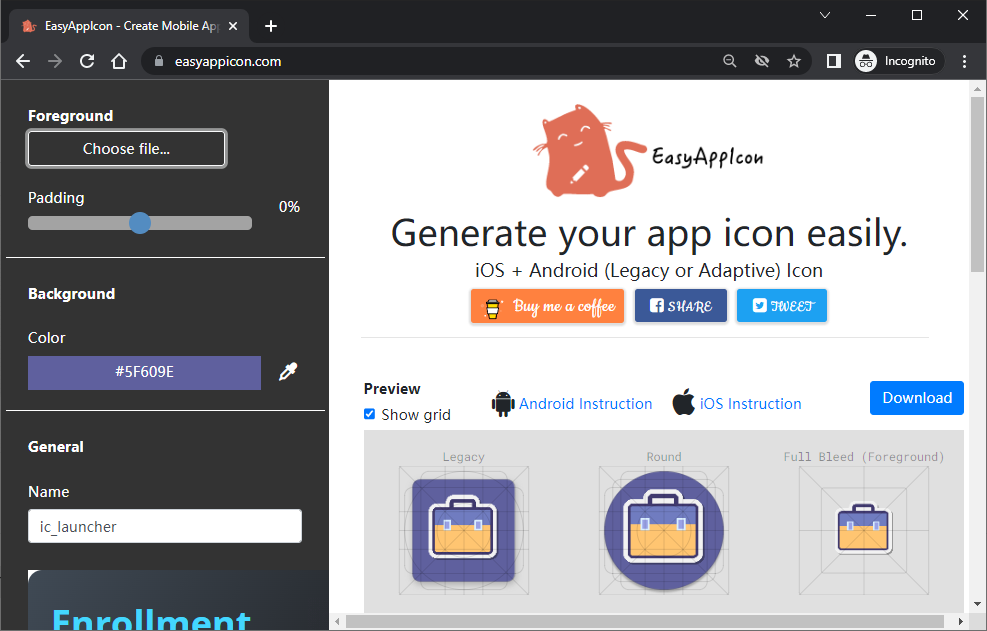 EasyAppIcon - Create Mobile App
easyappicon.com
Incognito
Foreground
Choose file...
Padding
0%
Background
Color
#5F609E
General
Name
ic_launcher
Enrollment
EasyAppIcon
Generate your app icon easily.
iOS + Android (Legacy or Adaptive) Icon
Buy me a coffee
SHARE
TWEET
Preview
Show grid
Android Instruction
iOS Instruction
Download
Legacy
Round
Full Bleed (Foreground)